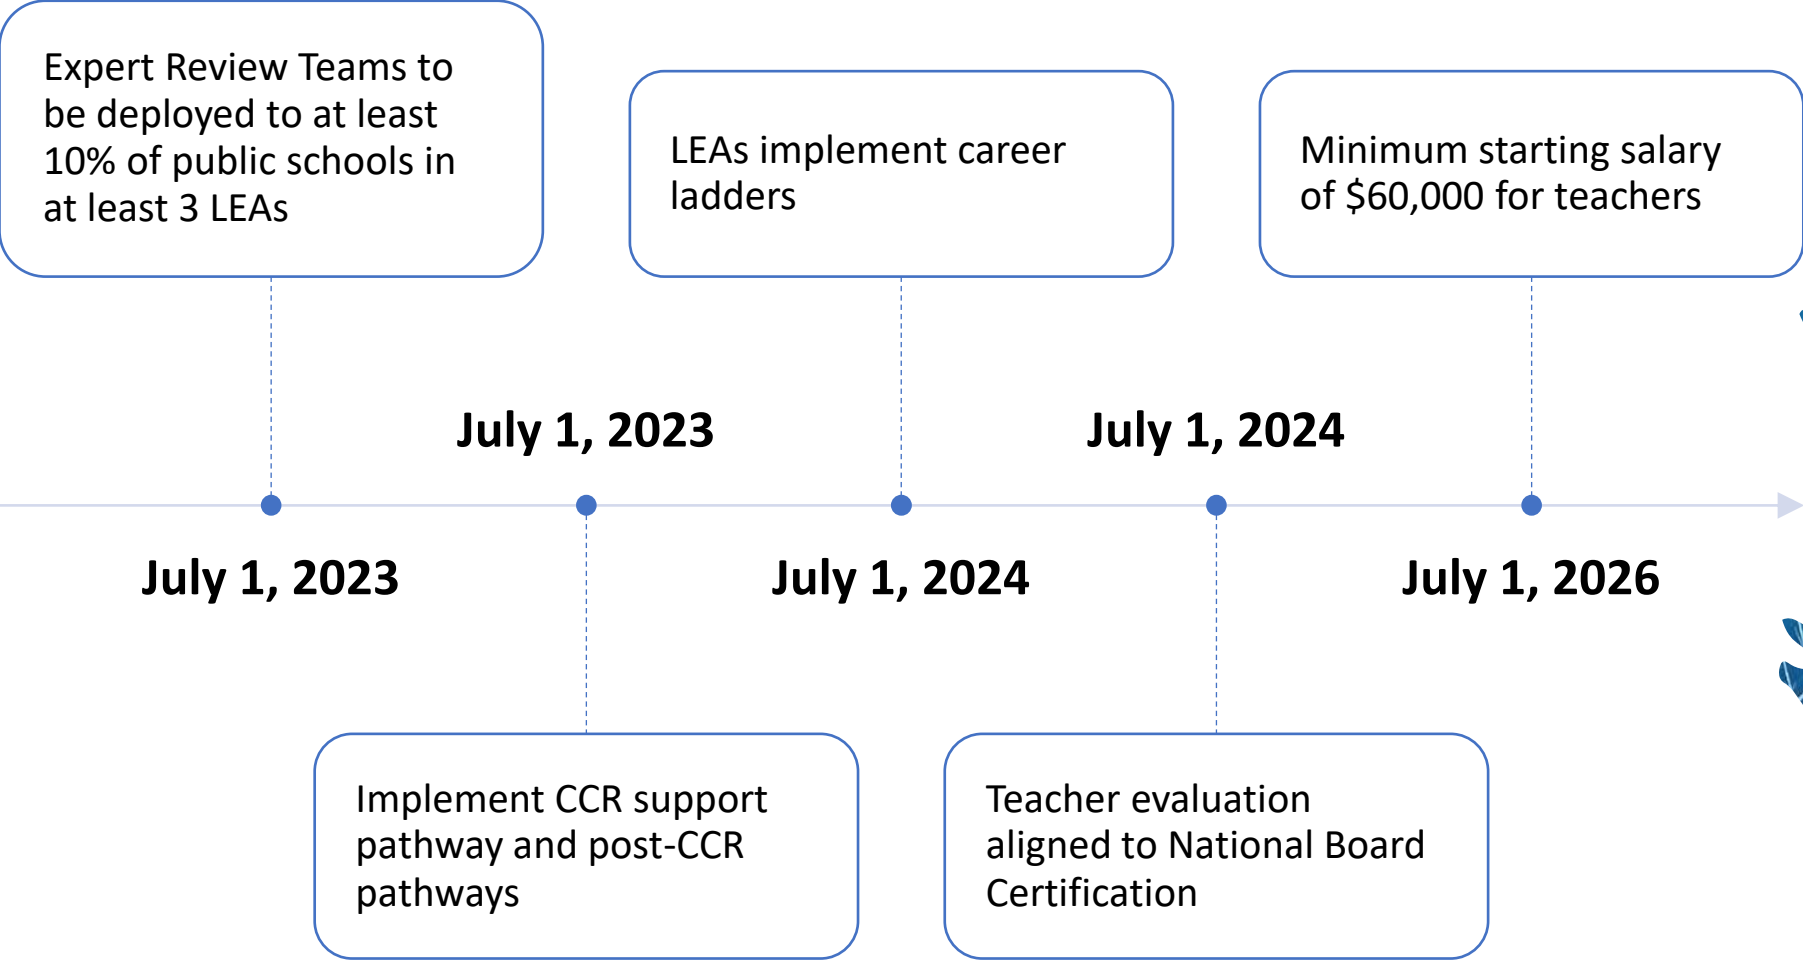 Expert Review Teams to
be deployed to at least
10% of public schools in
at least 3 LEAs
July 1, 2023
July 1, 2023
Implement CCR support
pathway and post-CCR
pathways
LEAs implement career
ladders
July 1, 2024
July 1, 2024
Teacher evaluation
aligned to National Board
Certification
Minimum starting salary
of $60,000 for teachers
July 1, 2026